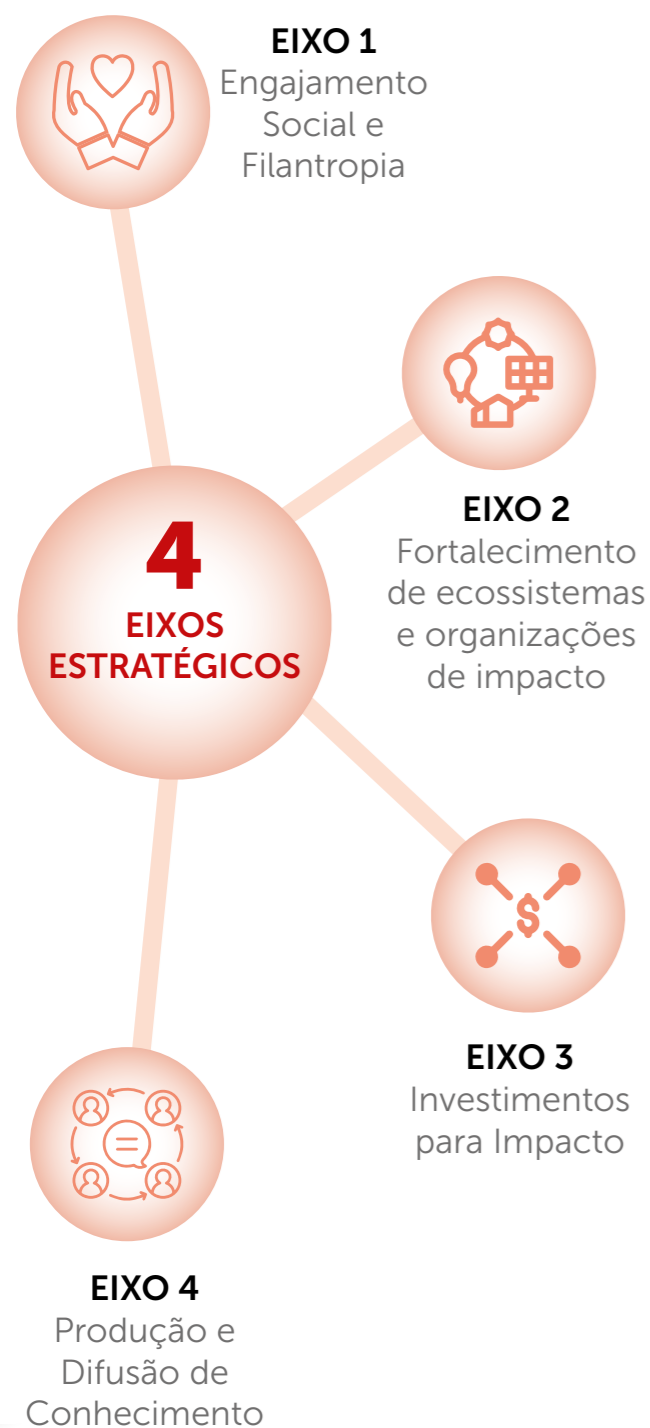 EIXO 1
Engajamento
Social e
Filantropia
EIXO 2
Fortalecimento
de ecossistemas
e organizações
de impacto
4
EIXOS
ESTRATÉGICOS
$
EIXO 3
Investimentos
para Impacto
EIXO 4
Produção e
Difusão de
Conhecimento